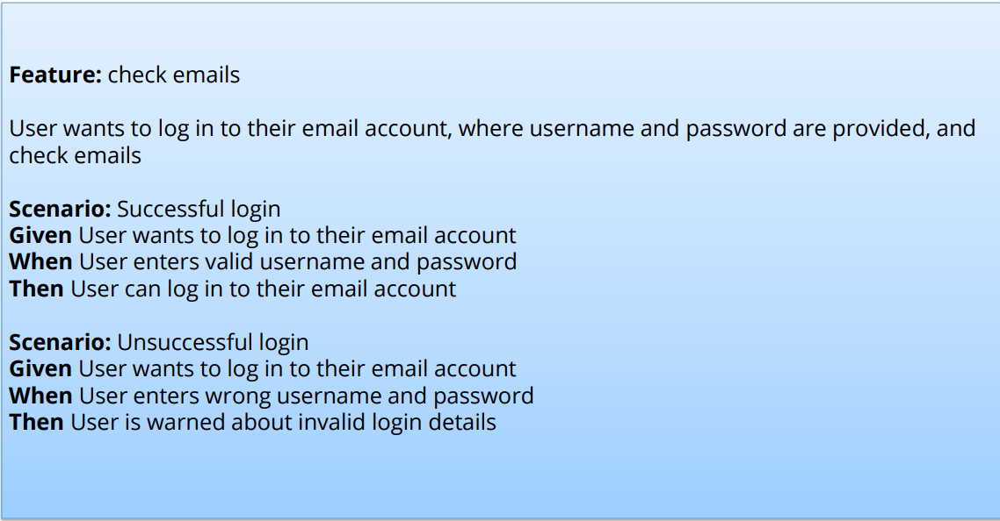 Feature: check emails
User wants to log in to their email account, where username and password are provided, and
check emails
Scenario: Successful login
Given User wants to log in to their email account
When User enters valid username and password
Then User can log in to their email account
Scenario: Unsuccessful login
Given User wants to log in to their email account
When User enters wrong username and password
Then User is warned about invalid login details